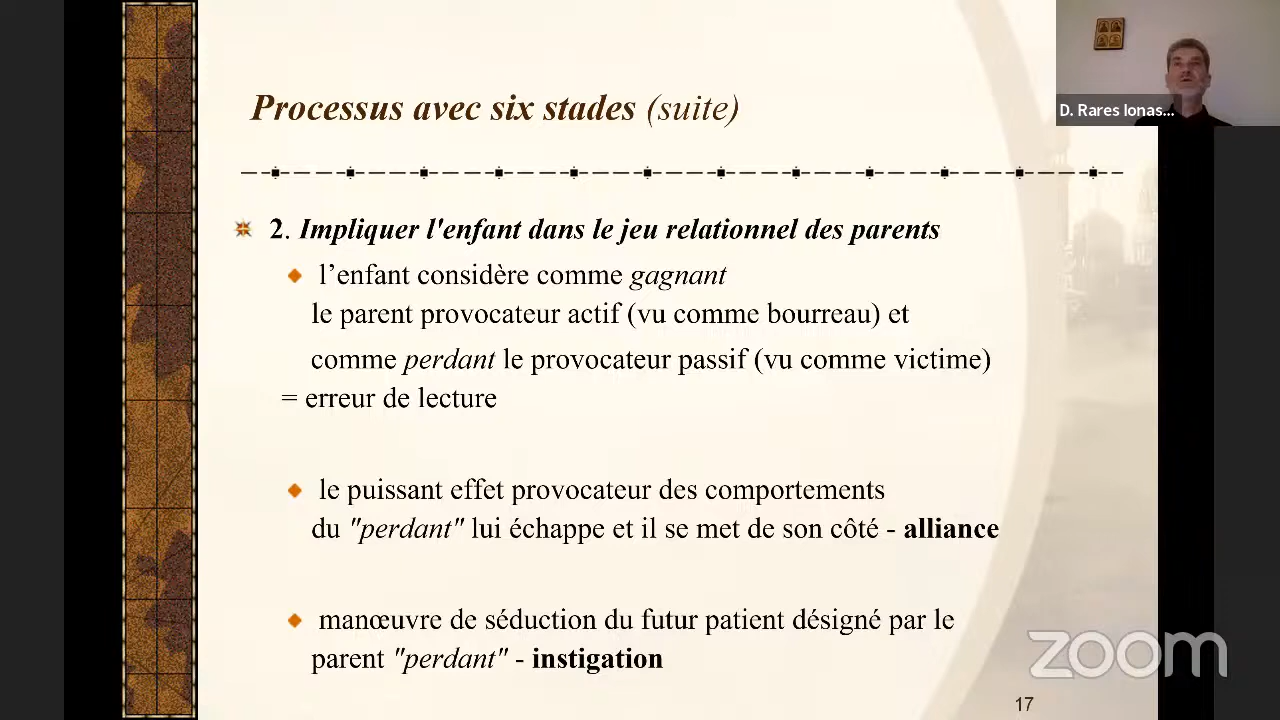 Processus avec six stades (suite)
D. Rares Ionas...
2. Impliquer l'enfant dans le jeu relationnel des parents
l’enfant considère comme gagnant
le parent provocateur actif (vu comme bourreau) et
comme perdant le provocateur passif (vu comme victime)
= erreur de lecture
le puissant effet provocateur des comportements
du "perdant" lui échappe et il se met de son côté - alliance
manœuvre de séduction du futur patient désigné par le
parent "perdant" - instigation
zoom
17